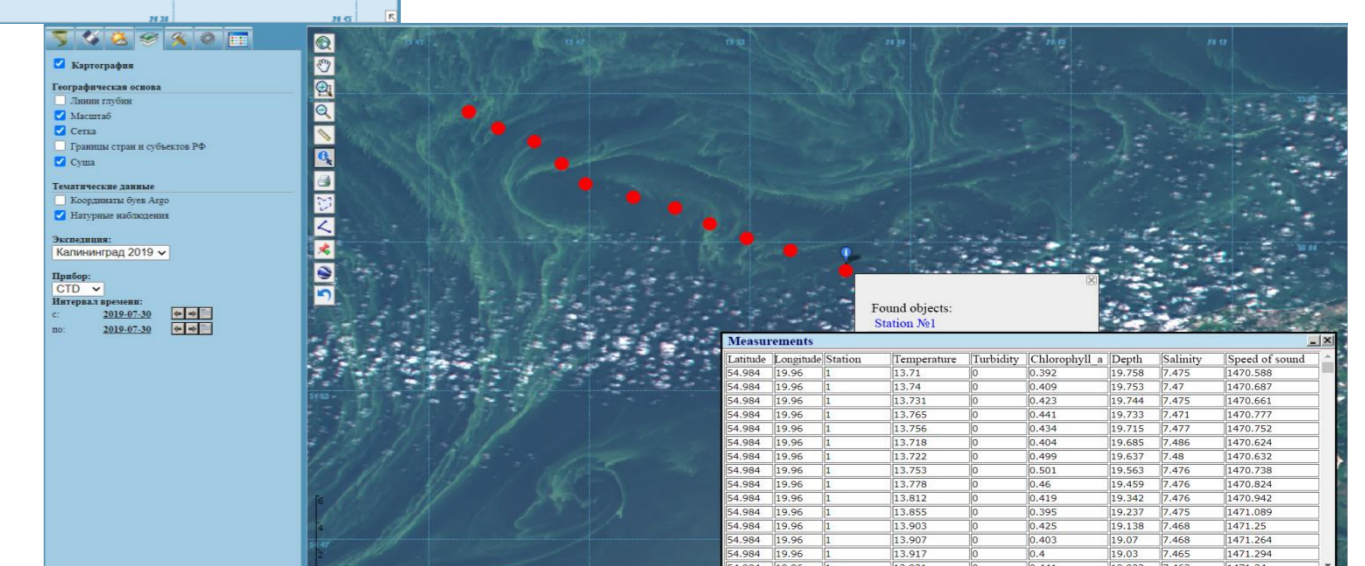 Картография
Географическая основа
Линии глубин
Масштаб
Сетка
Границы стран и субъектов РФ
Суша
Тематические данные
Координаты буев Argo
Натурные наблюдения
Экспедиция:
Калининград 2019
Прибор:
CTD
Интервал времени:
с: 2019-07-30
по: 2019-07-30
Found objects:
Station №1
Measurements
Latitude Longitude Station Temperature Turbidity Chlorophyll_a Depth Salinity Speed of sound
54.984 19.96 1 13.71 0 0.392 19.758 7.475 1470.588
54.984 19.96 1 13.74 0 0.409 19.753 7.47 1470.687
54.984 19.96 1 13.731 0 0.423 19.744 7.475 1470.661
54.984 19.96 1 13.765 0 0.441 19.733 7.471 1470.777
54.984 19.96 1 13.756 0 0.434 19.715 7.477 1470.752
54.984 19.96 1 13.718 0 0.404 19.685 7.486 1470.624
54.984 19.96 1 13.722 0 0.499 19.637 7.48 1470.632
54.984 19.96 1 13.753 0 0.501 19.563 7.476 1470.738
54.984 19.96 1 13.778 0 0.46 19.459 7.476 1470.824
54.984 19.96 1 13.812 0 0.419 19.342 7.476 1470.942
54.984 19.96 1 13.855 0 0.395 19.237 7.475 1471.089
54.984 19.96 1 13.903 0 0.425 19.138 7.468 1471.25
54.984 19.96 1 13.907 0 0.403 19.07 7.468 1471.264
54.984 19.96 1 13.917 0 0.4 19.03 7.465 1471.294
6
4
2